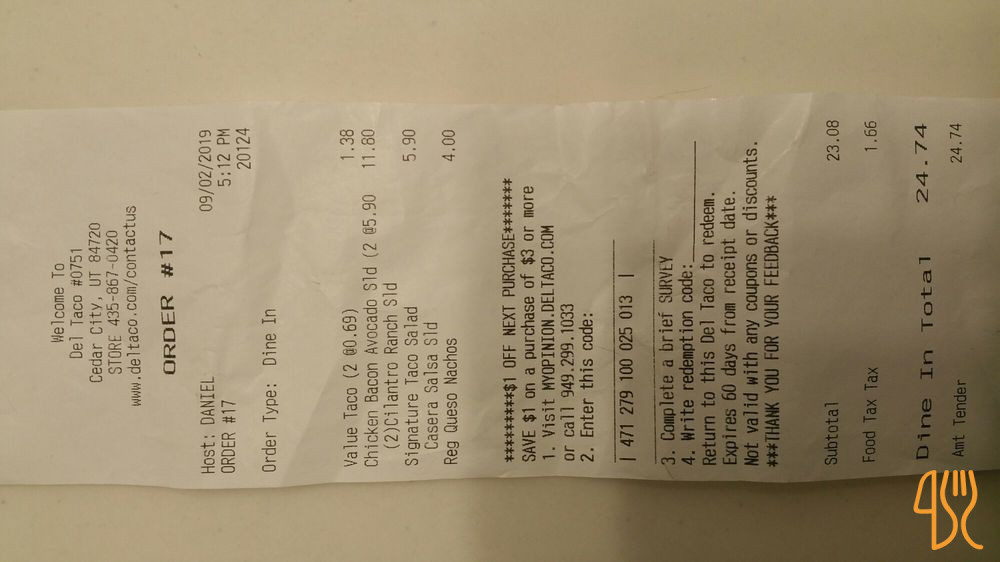 Welcome To
Del Taco #0751
Cedar City, UT 84720
STORE 435-867-0420
www.deltaco.com/contactus
ORDER #17
Host: DANIEL 09/02/2019
ORDER #17 5:12 PM
20124
Order Type: Dine In
Value Taco (2 @0.69) 1.38
Chicken Bacon Avocado Sld (2 @5.90 11.80
(2)Cilantro Ranch Sld
Signature Taco Salad 5.90
Casera Salsa Sld
Reg Queso Nachos 4.00
*********$1 OFF NEXT PURCHASE*******
SAVE $1 on a purchase of $3 or more
1. Visit MYOPINION.DELTACO.COM
or call 949.299.1033
2. Enter this code:
| 471 279 100 025 013 |
3. Complete a brief SURVEY
4. Write redemption code:
Return to this Del Taco to redeem.
Expires 60 days from receipt date.
Not valid with any coupons or discounts.
***THANK YOU FOR YOUR FEEDBACK***
Subtotal 23.08
Food Tax Tax 1.66
Dine In Total 24.74
Amt Tender 24.74